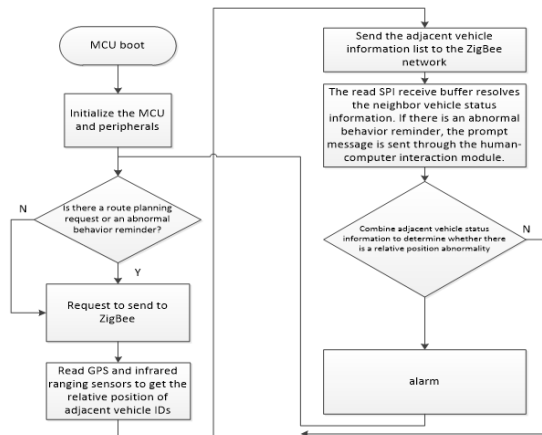 MCU boot
Initialize the MCU
and peripherals
Is there a route planning
request or an abnormal
behavior reminder?
N
Y
Request to send to
ZigBee
Read GPS and infrared
ranging sensors to get the
relative position of
adjacent vehicle IDs
Send the adjacent vehicle
information list to the ZigBee
network
The read SPI receive buffer resolves
the neighbor vehicle status
information. If there is an abnormal
behavior reminder, the prompt
message is sent through the human-
computer interaction module.
Combine adjacent vehicle status
information to determine whether there
is a relative position abnormality
N
alarm